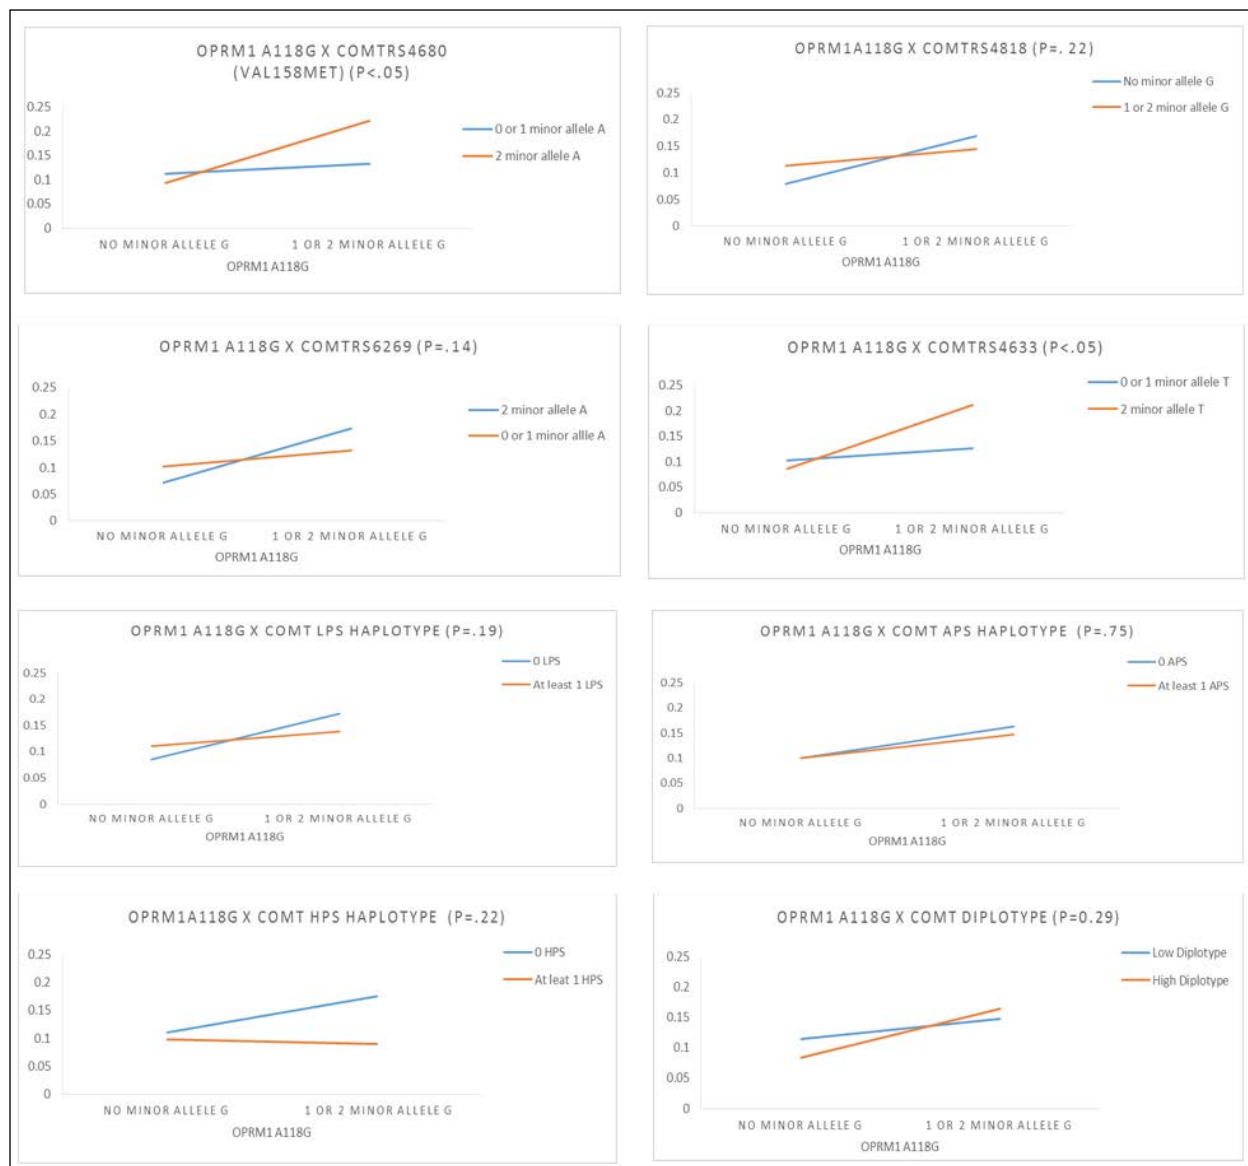 OPRM1 A118G X COMTRS4680
(VAL158MET) (P<.05)
0.25
0.2
0.15
0.1
0.05
0
0 or 1 minor allele A
2 minor allele A
NO MINOR ALLELE G
1 OR 2 MINOR ALLELE G
OPRM1 A118G
OPRM1A118G X COMTRS4818 (P=. 22)
No minor allele G
1 or 2 minor allele G
0.25
0.2
0.15
0.1
0.05
0
NO MINOR ALLELE G
1 OR 2 MINOR ALLELE G
OPRM1 A118G
OPRM1 A118G X COMTRS6269 (P=.14)
0.25
0.2
0.15
0.1
0.05
0
2 minor allele A
0 or 1 minor allle A
NO MINOR ALLELE G
1 OR 2 MINOR ALLELE G
OPRM1 A118G
OPRM1 A118G X COMTRS4633 (P<.05)
0 or 1 minor allele T
2 minor allele T
0.25
0.2
0.15
0.1
0.05
0
NO MINOR ALLELE G
1 OR 2 MINOR ALLELE G
OPRM1 A118G
OPRM1 A118G X COMT LPS HAPLOTYPE (P=.19)
0 LPS
At least 1 LPS
0.25
0.2
0.15
0.1
0.05
0
NO MINOR ALLELE G
1 OR 2 MINOR ALLELE G
OPRM1 A118G
OPRM1 A118G X COMT APS HAPLOTYPE (P=.75)
0 APS
At least 1 APS
0.25
0.2
0.15
0.1
0.05
0
NO MINOR ALLELE G
1 OR 2 MINOR ALLELE G
OPRM1 A118G
OPRM1A118G X COMT HPS HAPLOTYPE (P=.22)
0 HPS
At leat 1 HPS
0.25
0.2
0.15
0.1
0.05
0
NO MINOR ALLELE G
1 OR 2 MINOR ALLELE G
OPRM1 A118G
OPRM1 A118G X COMT DIPLOTYPE (P=0.29)
Low Diplotype
High Diplotype
0.25
0.2
0.15
0.1
0.05
0
NO MINOR ALLELE G
1 OR 2 MINOR ALLELE G
OPRM1 A118G